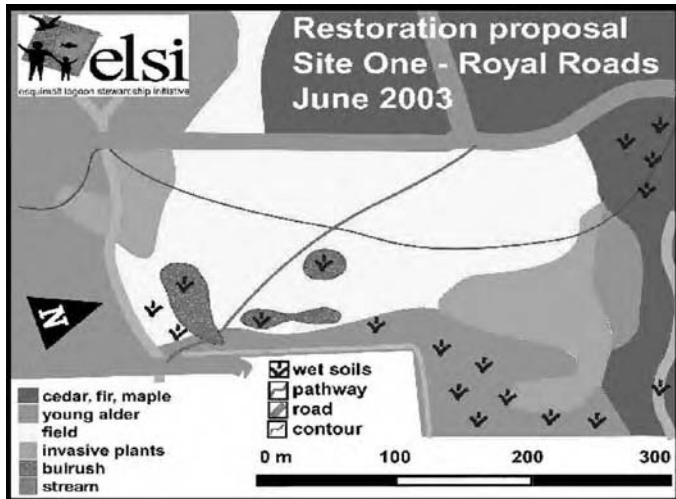 elsi
esquimalt lagoon stewardship initiative
Restoration proposal
Site One - Royal Roads
June 2003
N
cedar, fir, maple
young alder
field
invasive plants
bulrush
stream
wet soils
pathway
road
contour
0 m 100 200 300